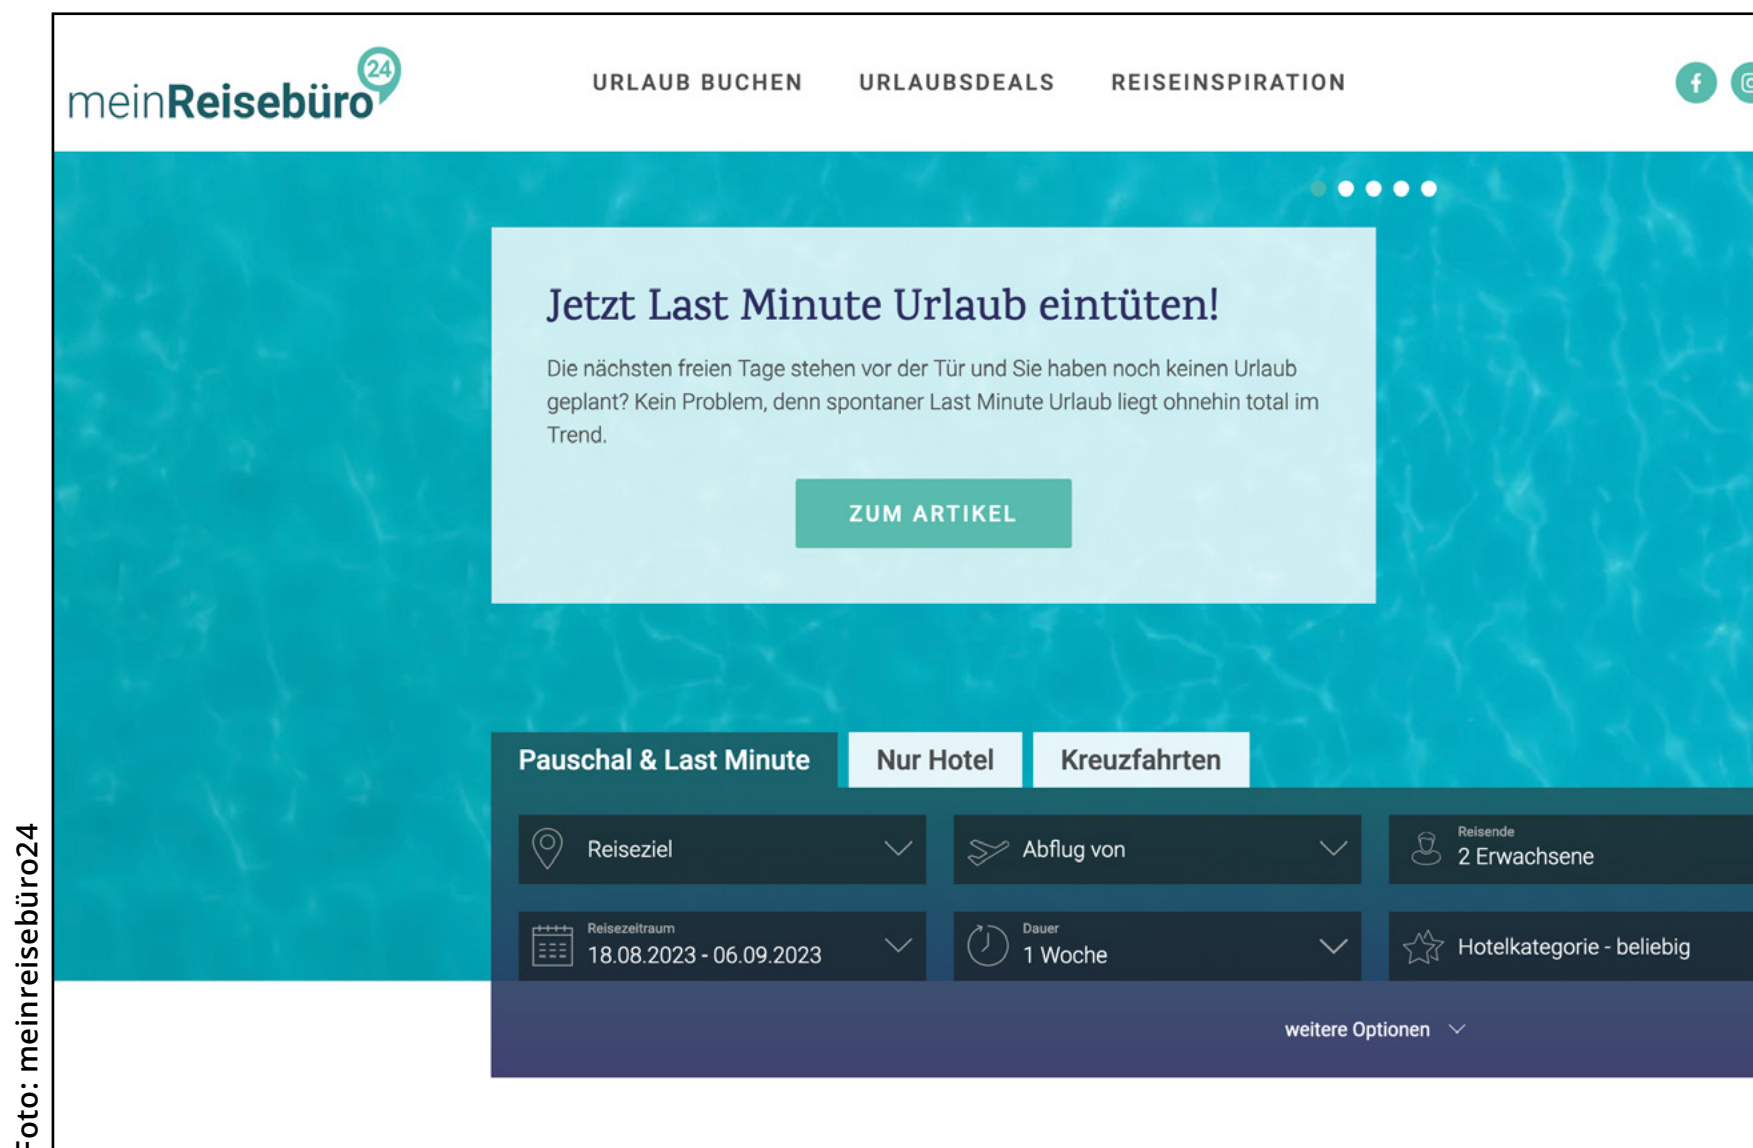 meinReisebüro24
URLAUB BUCHEN
URLAUBSDEALS
REISEINSPIRATION
Jetzt Last Minute Urlaub eintüten!
Die nächsten freien Tage stehen vor der Tür und Sie haben noch keinen Urlaub
geplant? Kein Problem, denn spontaner Last Minute Urlaub liegt ohnehin total im
Trend.
ZUM ARTIKEL
Pauschal & Last Minute
Nur Hotel
Kreuzfahrten
Reiseziel
Abflug von
Reisende
2 Erwachsene
Reisezeitraum
18.08.2023 - 06.09.2023
Dauer
1 Woche
Hotelkategorie - beliebig
weitere Optionen
Foto: meinreisebüro24